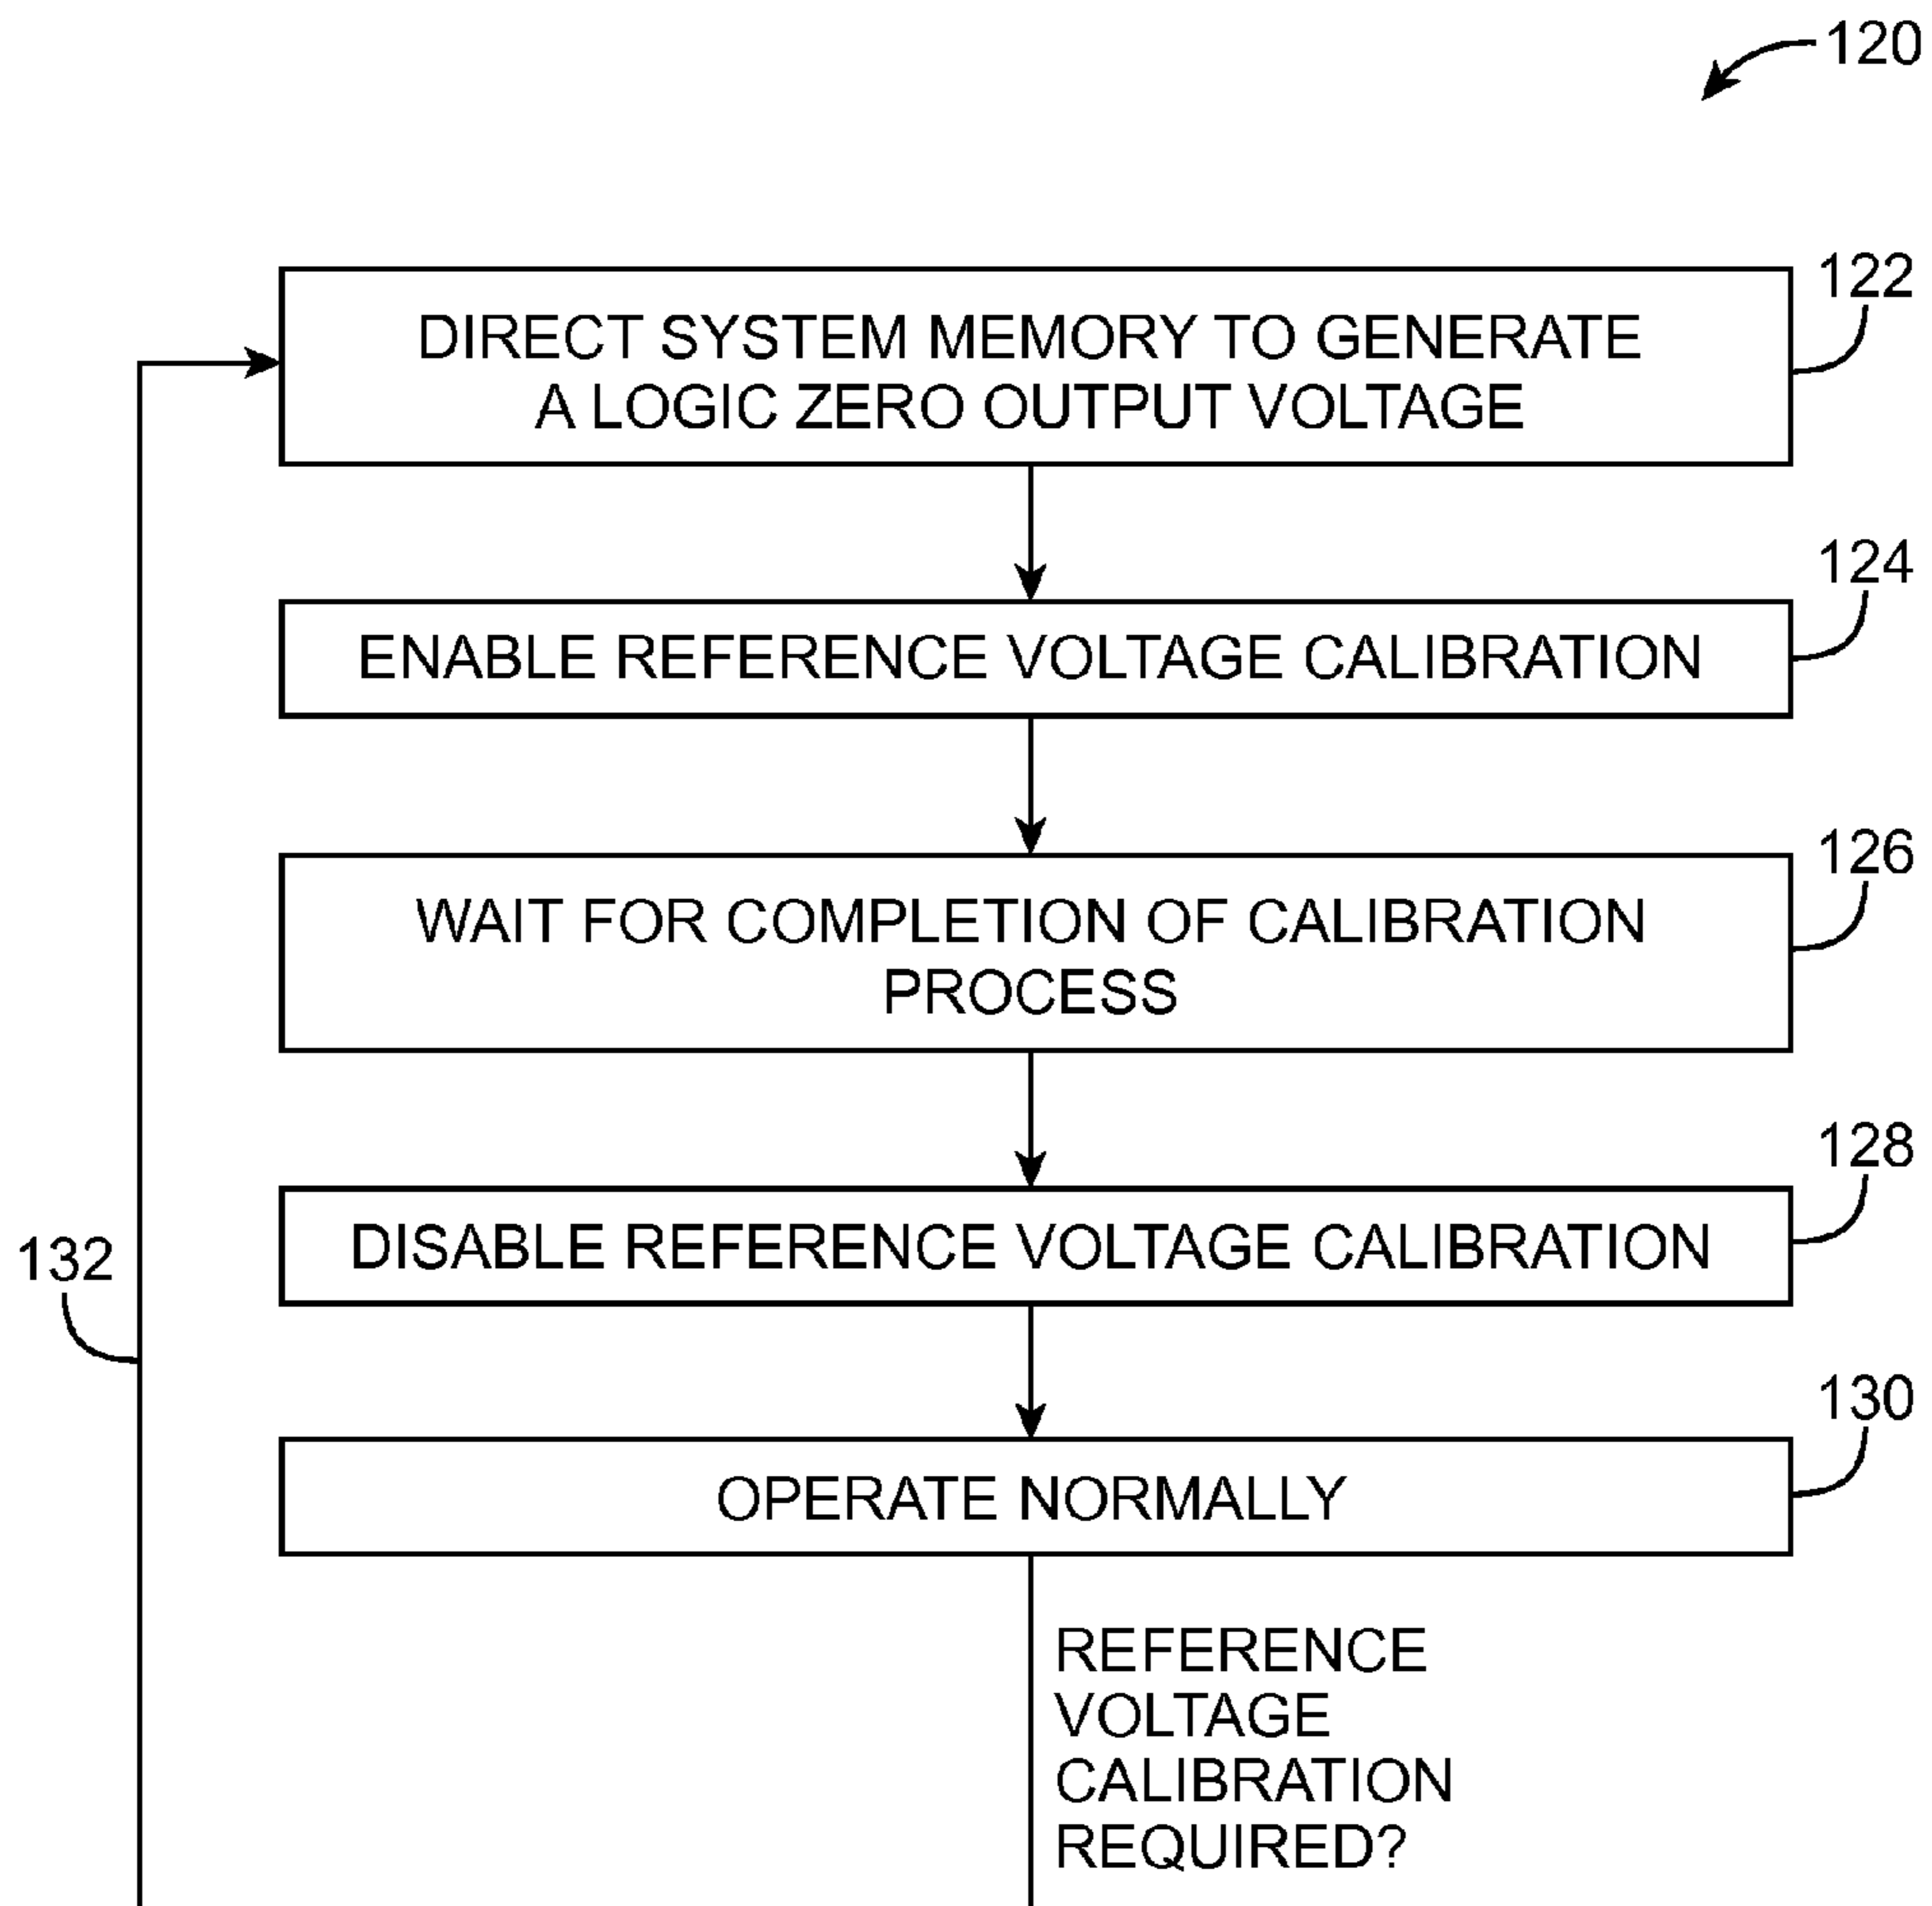 120
122
DIRECT SYSTEM MEMORY TO GENERATE
A LOGIC ZERO OUTPUT VOLTAGE
124
ENABLE REFERENCE VOLTAGE CALIBRATION
126
WAIT FOR COMPLETION OF CALIBRATION
PROCESS
128
DISABLE REFERENCE VOLTAGE CALIBRATION
132
130
OPERATE NORMALLY
REFERENCE
VOLTAGE
CALIBRATION
REQUIRED?